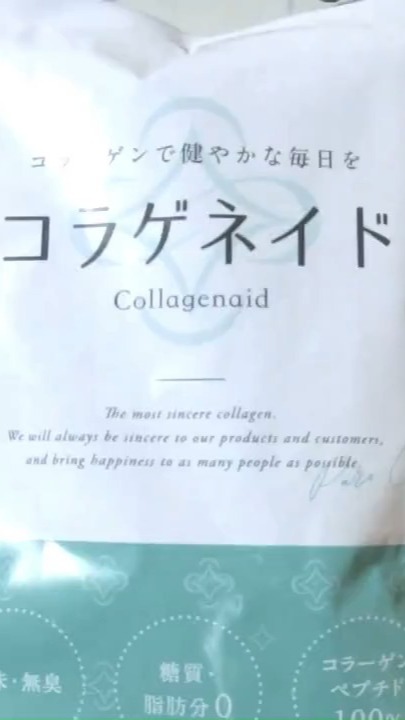 コラーゲンで健やかな毎日を
コラゲネイド
Collagenaid
The most sincere collagen.
We will always be sincere to our products and customers,
and bring happiness to as many people as possible.
Pure
味・無臭
糖質・
脂肪分0
コラーゲン
ペプチド
100%